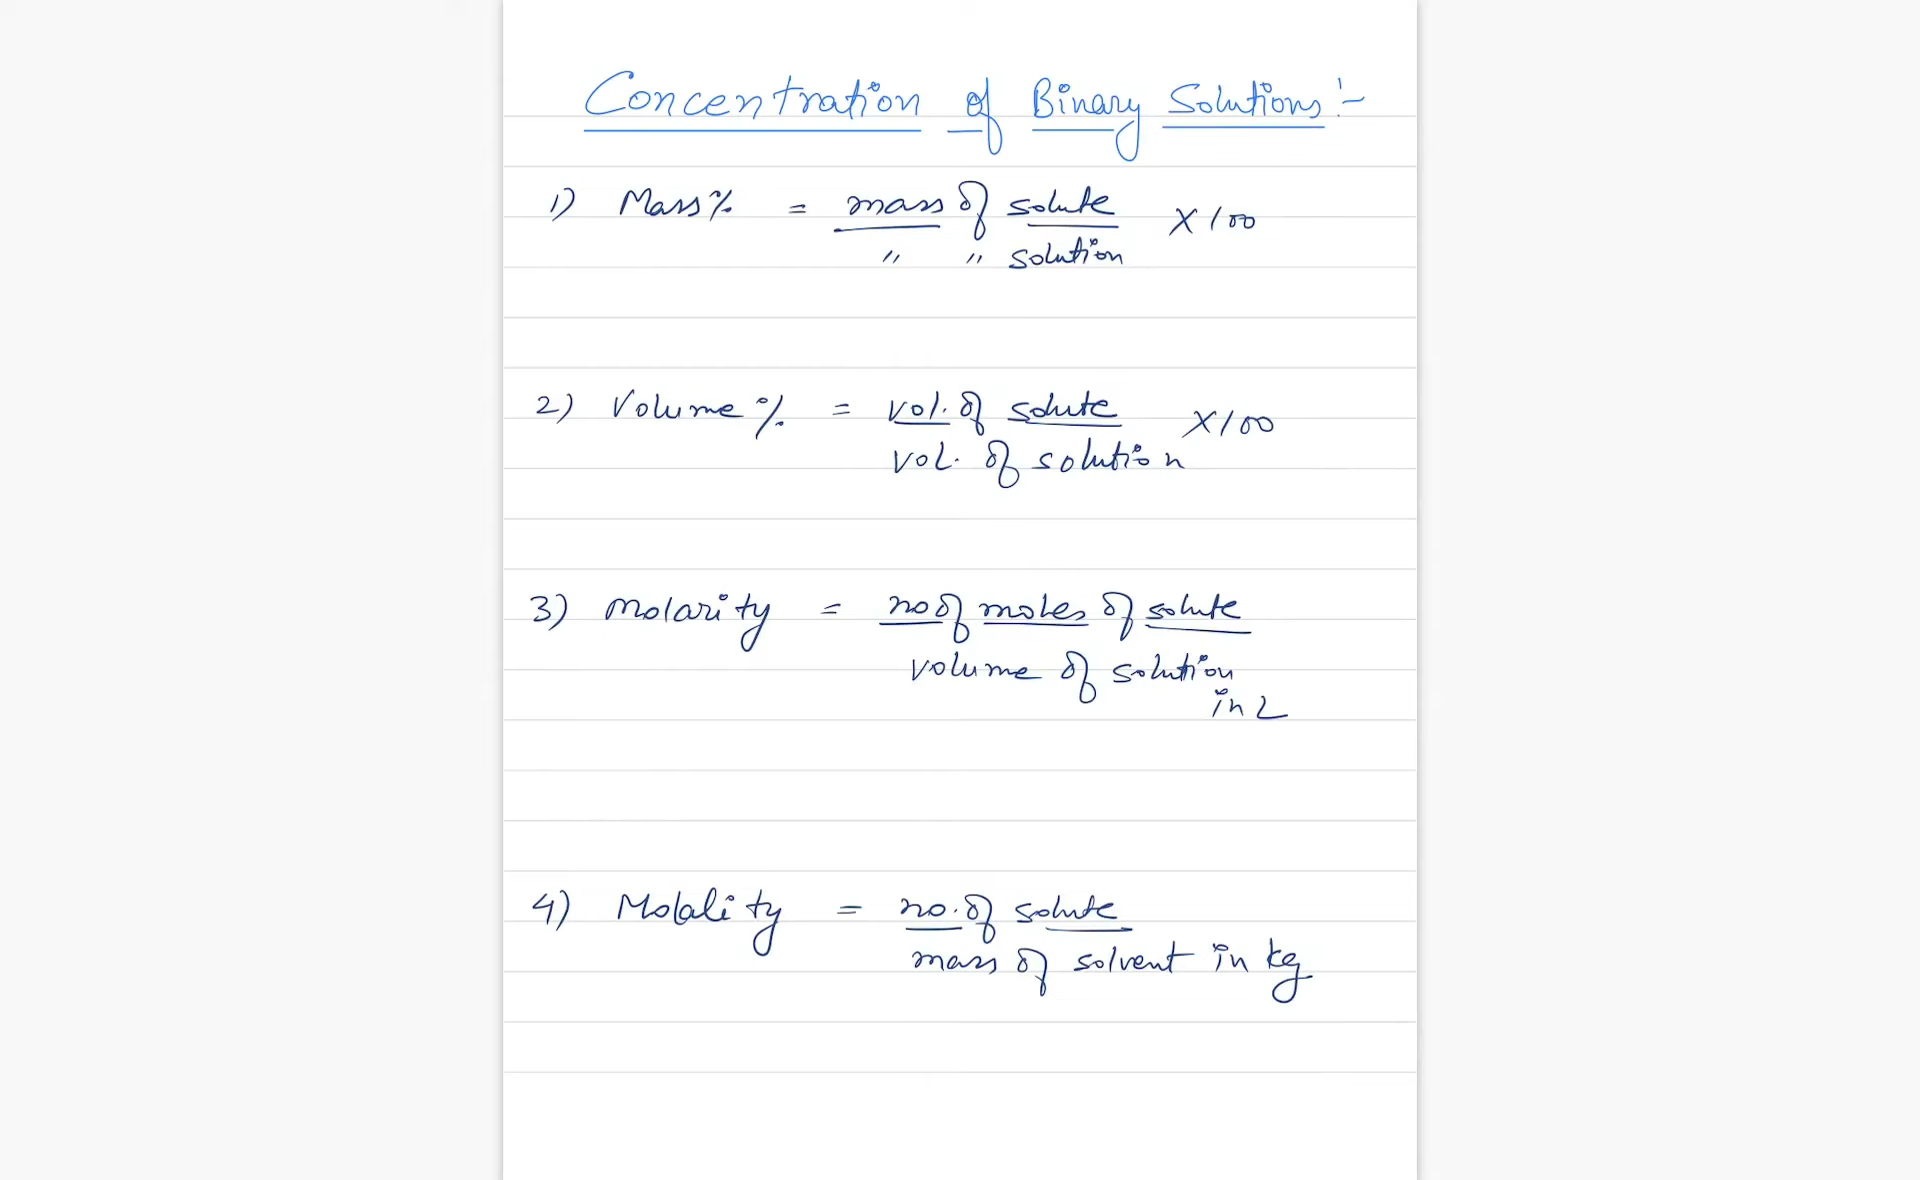 Concentration of Binary Solutions :-
1) Mass % = mass of solute × 100
" " solution
2) Volume % = vol. of solute × 100
vol. of solution
3) molarity = no of moles of solute
volume of solution
in L
4) Molality = no. of solute
mass of solvent in kg